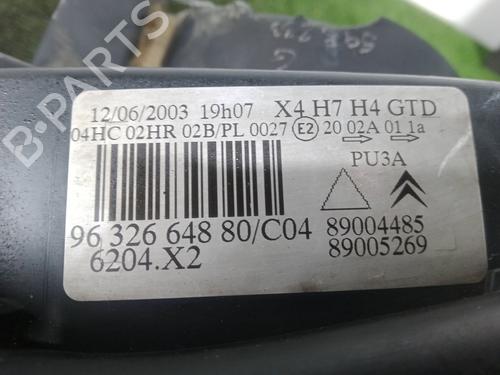 B-PARTS
12/06/2003 19h07 X4 H7 H4 GTD
04HC 02HR 02B/PL 0027 E2 20 02A 01 1a
PU3A
96 326 648 80/C04 89004485
6204.X2 89005269